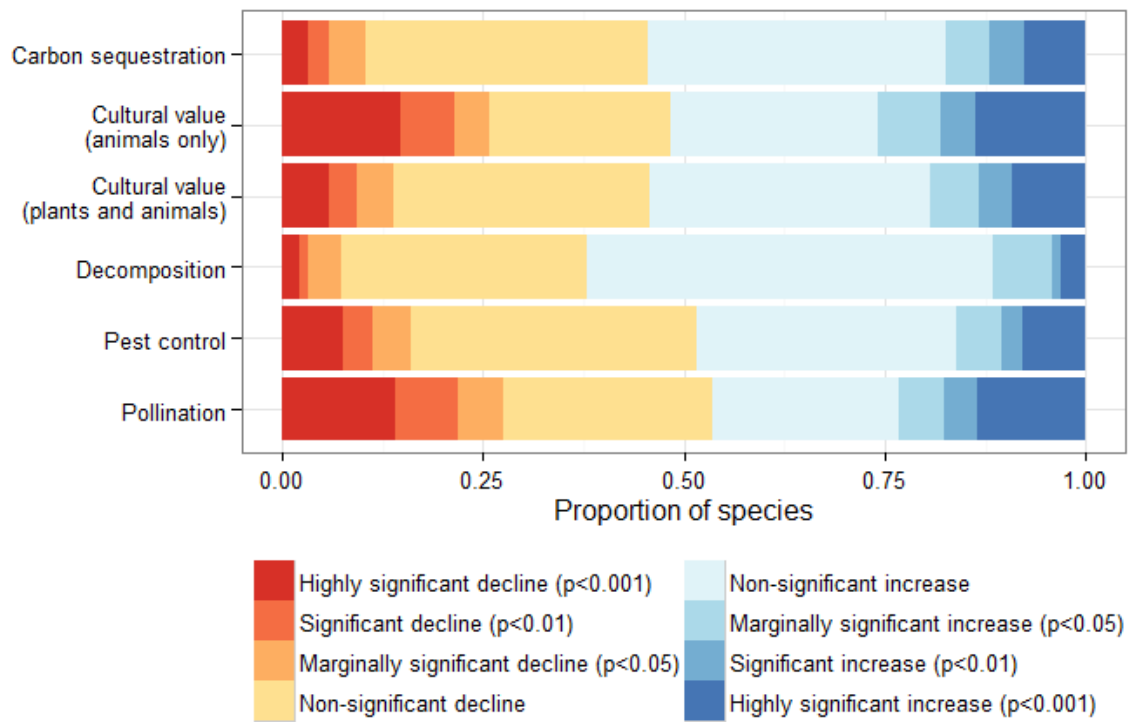 Carbon sequestration
Cultural value
(animals only)
Cultural value
(plants and animals)
Decomposition
Pest control
Pollination
0.00 0.25 0.50 0.75 1.00
Proportion of species
Highly significant decline (p<0.001)
Significant decline (p<0.01)
Marginally significant decline (p<0.05)
Non-significant decline
Non-significant increase
Marginally significant increase (p<0.05)
Significant increase (p<0.01)
Highly significant increase (p<0.001)